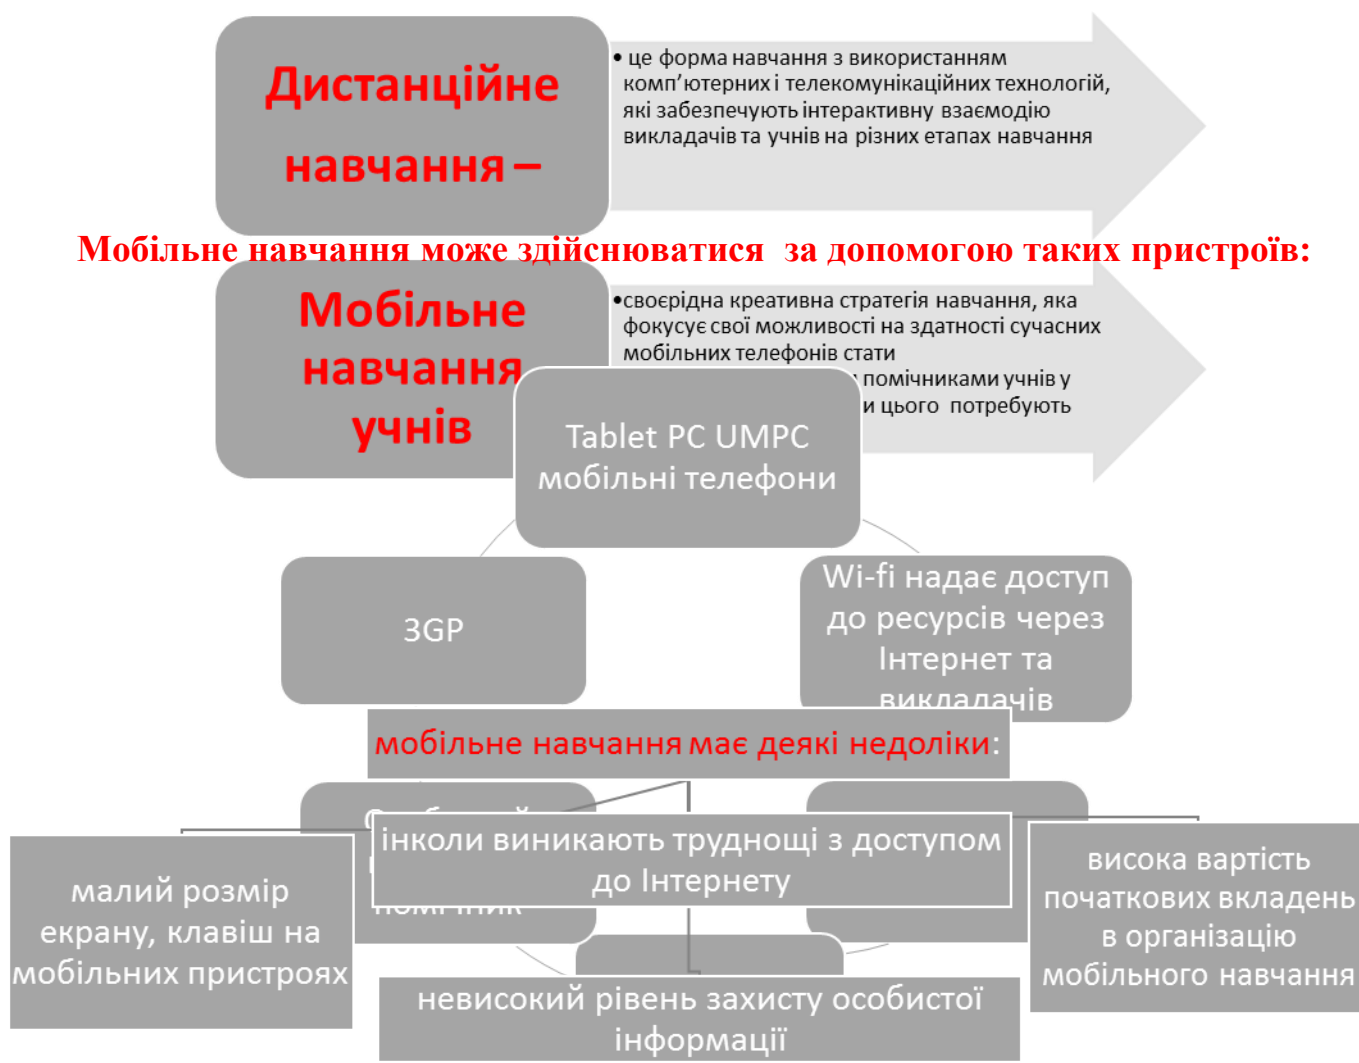 Дистанційне
навчання –
• це форма навчання з використанням
комп’ютерних і телекомунікаційних технологій,
які забезпечують інтерактивну взаємодію
викладачів та учнів на різних етапах навчання
Мобільне навчання може здійснюватися за допомогою таких пристроїв:
Мобільне
навчання
учнів
•своєрідна креативна стратегія навчання, яка
фокусує свої можливості на здатності сучасних
мобільних телефонів стати
помічниками учнів у
цього потребують
Tablet PC UMPC
мобільні телефони
3GP
Wi-fi надає доступ
до ресурсів через
Інтернет та
викладачів
мобільне навчання має деякі недоліки:
інколи виникають труднощі з доступом
до Інтернету
малий розмір
екрану, клавіш на
мобільних пристроях
висока вартість
початкових вкладень
в організацію
мобільного навчання
невисокий рівень захисту особистої
інформації